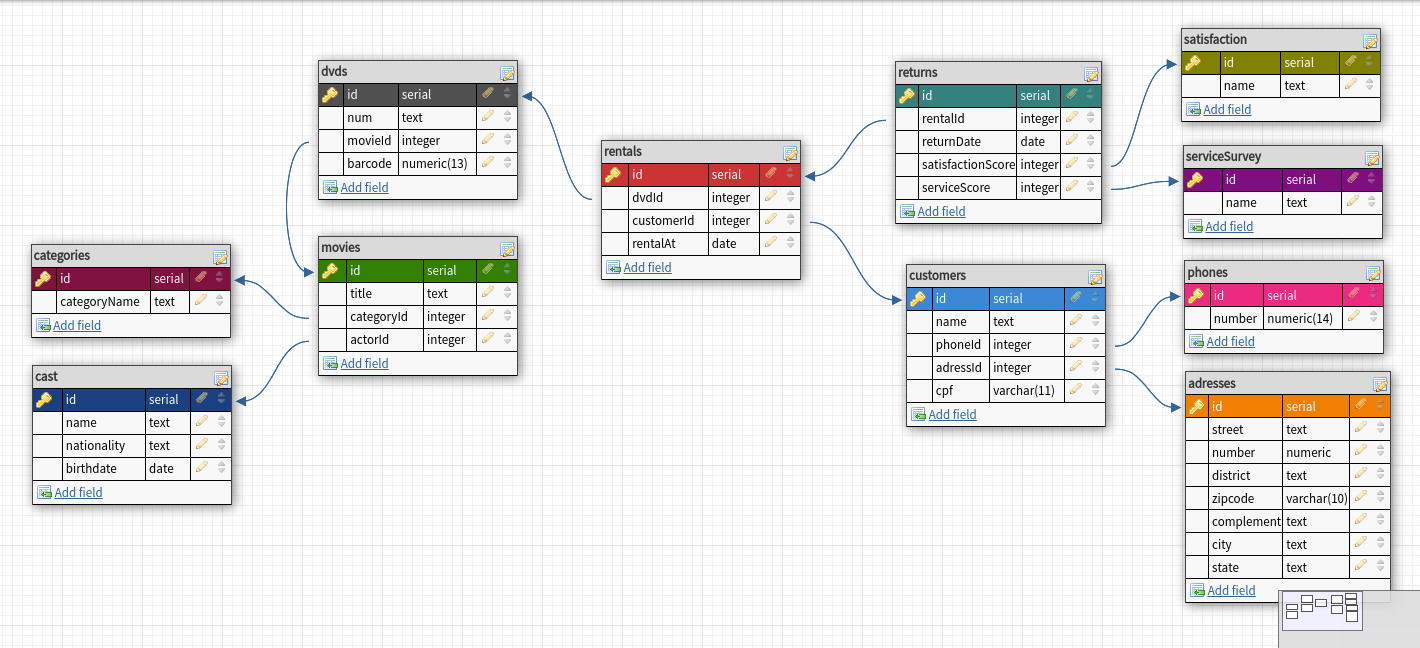 dvds
id serial
num text
movieId integer
barcode numeric(13)
Add field
movies
id serial
title text
categoryId integer
actorId integer
Add field
categories
id serial
categoryName text
Add field
cast
id serial
name text
nationality text
birthdate date
Add field
rentals
id serial
dvdId integer
customerId integer
rentalAt date
Add field
returns
id serial
rentalId integer
returnDate date
satisfactionScore integer
serviceScore integer
Add field
customers
id serial
name text
phoneId integer
adressId integer
cpf varchar(11)
Add field
satisfaction
id serial
name text
Add field
serviceSurvey
id serial
name text
Add field
phones
id serial
number numeric(14)
Add field
adresses
id serial
street text
number numeric
district text
zipcode varchar(10)
complement text
city text
state text
Add field